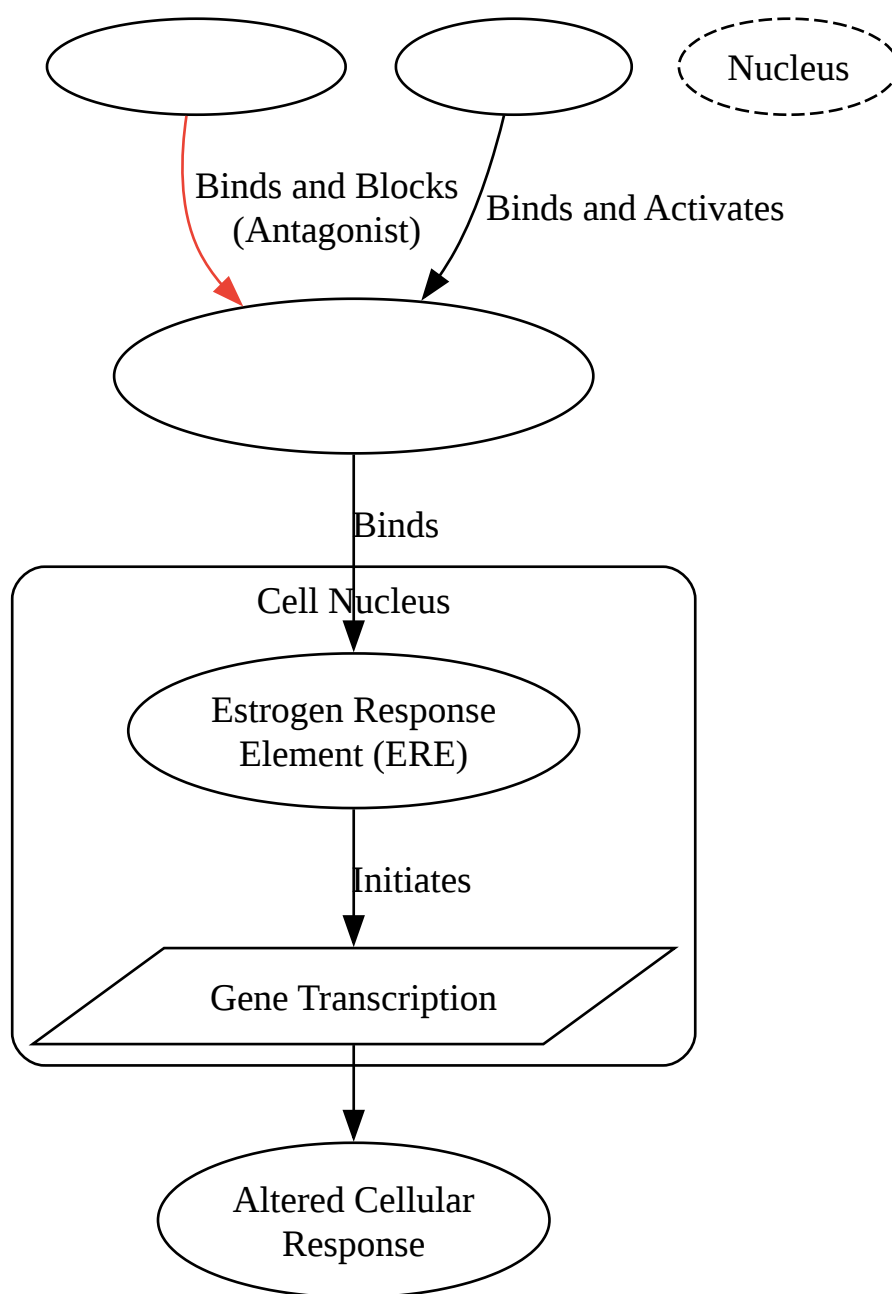 Nucleus
Binds and Blocks
(Antagonist)
Binds and Activates
Binds
Cell Nucleus
Estrogen Response
Element (ERE)
Initiates
Gene Transcription
Altered Cellular
Response